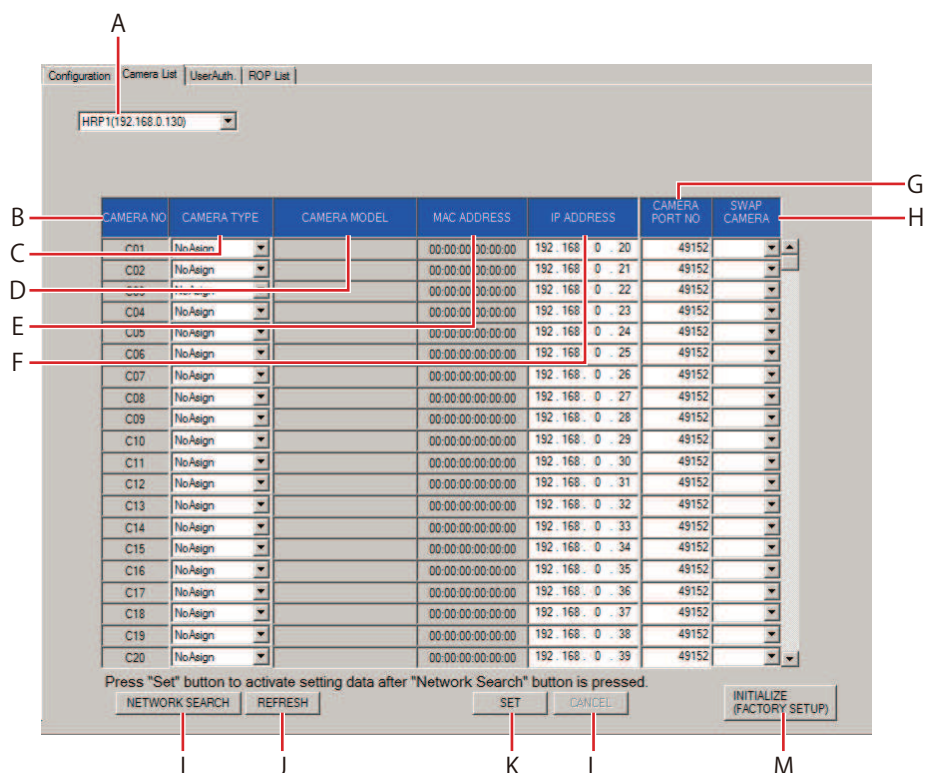 A
Configuration Camera List UserAuth. ROP List
HRP1(192.168.0.130)
G
B CAMERA NO CAMERA TYPE CAMERA MODEL MAC ADDRESS IP ADDRESS CAMERA PORT NO SWAP CAMERA H
C C01 NoAsign 00:00:00:00:00:00 192.168 0 . 20 49152
C02 NoAsign 00:00:00:00:00:00 192.168 0 . 21 49152
D 00:00:00:00:00:00 192.168 0 . 22 49152
C04 NoAsign 00:00:00:00:00:00 192.168 0 . 23 49152
E C05 NoAsign 00:00:00:00:00:00 192.168 0 . 24 49152
F C06 NoAsign 00:00:00:00:00:00 192.168 0 . 25 49152
C07 NoAsign 00:00:00:00:00:00 192.168. 0 . 26 49152
C08 NoAsign 00:00:00:00:00:00 192.168. 0 . 27 49152
C09 NoAsign 00:00:00:00:00:00 192.168. 0 . 28 49152
C10 NoAsign 00:00:00:00:00:00 192.168. 0 . 29 49152
C11 NoAsign 00:00:00:00:00:00 192.168. 0 . 30 49152
C12 NoAsign 00:00:00:00:00:00 192.168. 0 . 31 49152
C13 NoAsign 00:00:00:00:00:00 192.168. 0 . 32 49152
C14 NoAsign 00:00:00:00:00:00 192.168. 0 . 33 49152
C15 NoAsign 00:00:00:00:00:00 192.168. 0 . 34 49152
C16 NoAsign 00:00:00:00:00:00 192.168. 0 . 35 49152
C17 NoAsign 00:00:00:00:00:00 192.168. 0 . 36 49152
C18 NoAsign 00:00:00:00:00:00 192.168. 0 . 37 49152
C19 NoAsign 00:00:00:00:00:00 192.168. 0 . 38 49152
C20 NoAsign 00:00:00:00:00:00 192.168. 0 . 39 49152
Press "Set" button to activate setting data after "Network Search" button is pressed.
NETWORK SEARCH REFRESH SET CANCEL INITIALIZE
(FACTORY SETUP)
I J K L M